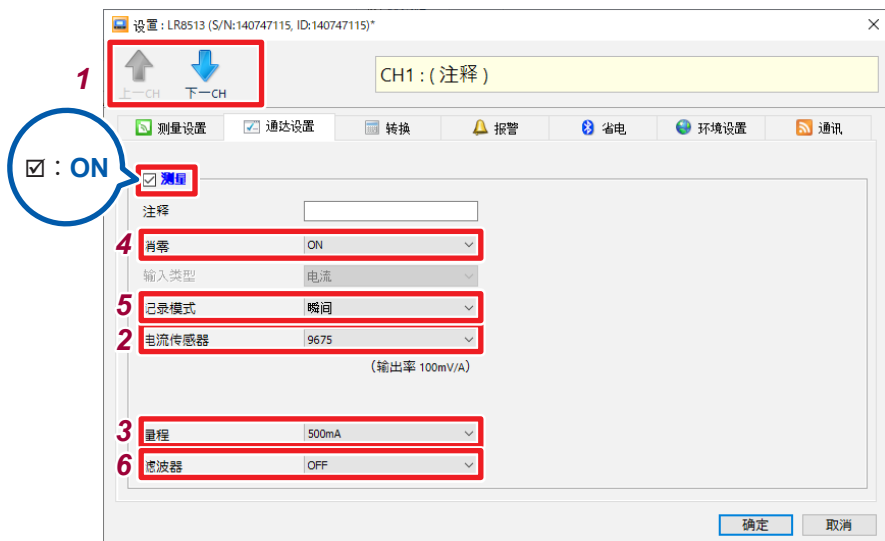 设置 : LR8513 (S/N:140747115, ID:140747115)*
1
上一CH 下一CH
CH1 : ( 注释 )
测量设置 通达设置 转换 报警 省电 环境设置 通讯
☑：ON
☑ 测量
注释
4 消零 ON
输入类型 电流
5 记录模式 瞬间
2 电流传感器 9675
（输出率 100mV/A）
3 量程 500mA
6 滤波器 OFF
确定 取消